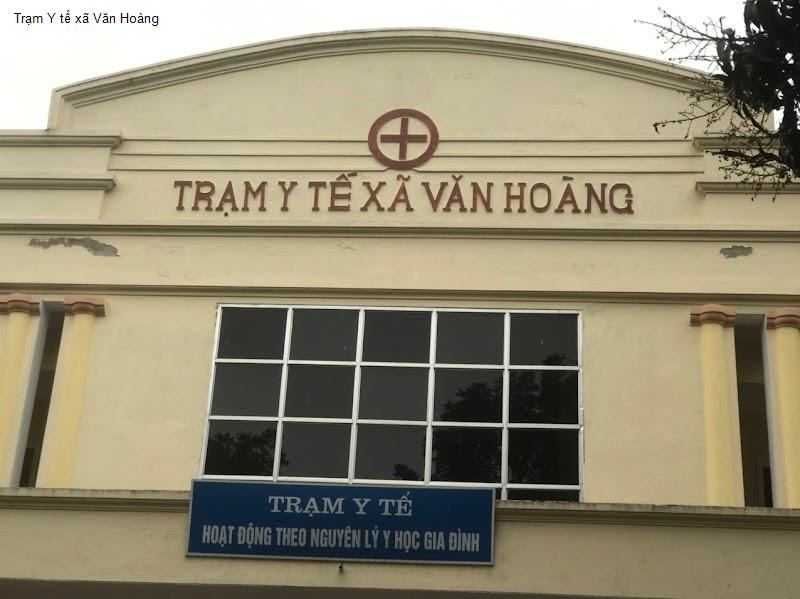 Trạm Y tế xã Văn Hoàng
TRẠM Y TẾ XÃ VĂN HOÀNG
TRẠM Y TẾ
HOẠT ĐỘNG THEO NGUYÊN LÝ Y HỌC GIA ĐÌNH